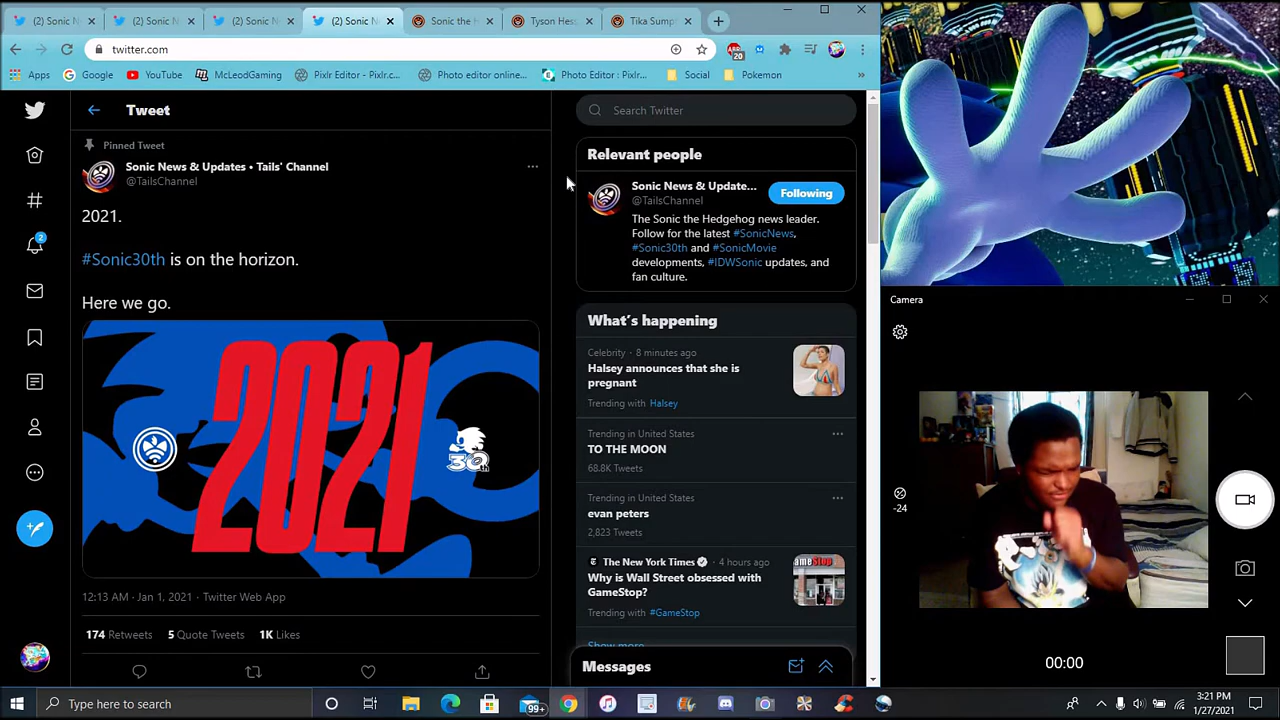 (2) Sonic N
(2) Sonic N
(2) Sonic N
(2) Sonic N
Sonic the H
Tyson Hess
Tika Sump
twitter.com
20
Apps
Google
YouTube
McLeodGaming
Pixlr Editor - Pixlr.c...
Photo editor online...
Photo Editor : Pixlr...
Social
Pokemon
»
Tweet
Search Twitter
Pinned Tweet
Sonic News & Updates • Tails' Channel
@TailsChannel
2021.
#Sonic30th is on the horizon.
Here we go.
2021
30th
12:13 AM · Jan 1, 2021 · Twitter Web App
174 Retweets 5 Quote Tweets 1K Likes
Relevant people
Sonic News & Update...
@TailsChannel
Following
The Sonic the Hedgehog news leader.
Follow for the latest #SonicNews,
#Sonic30th and #SonicMovie
developments, #IDWSonic updates, and
fan culture.
What's happening
Celebrity · 8 minutes ago
Halsey announces that she is
pregnant
Trending with Halsey
Trending in United States
TO THE MOON
68.8K Tweets
Trending in United States
evan peters
2,823 Tweets
The New York Times · 4 hours ago
Why is Wall Street obsessed with
GameStop?
Trending with #GameStop
Show more
Messages
2
Camera
-24
00:00
Type here to search
99+
3:21 PM
1/27/2021